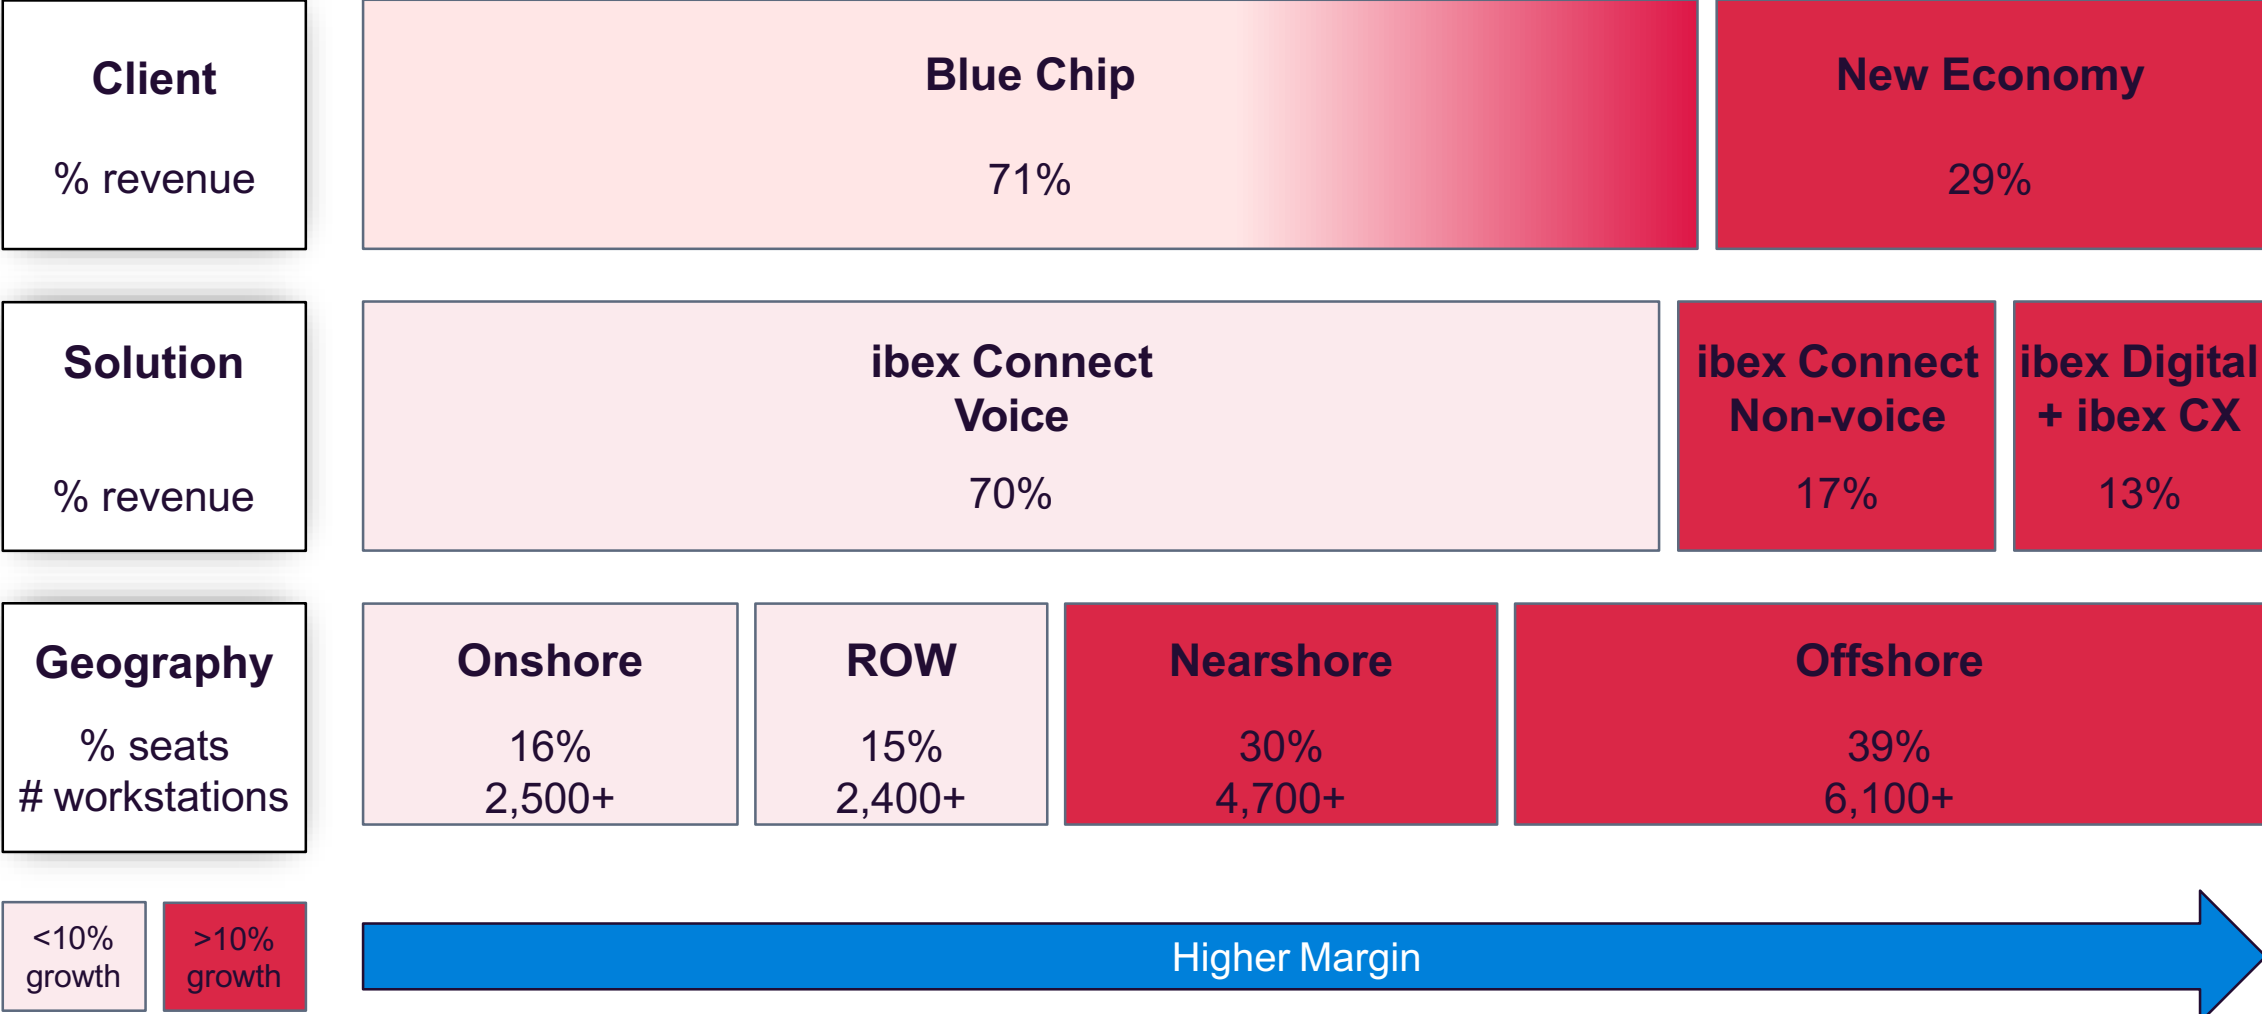 Client
% revenue
Blue Chip
71%
New Economy
29%
Solution
% revenue
ibex Connect
Voice
70%
ibex Connect
Non-voice
17%
ibex Digital
+ ibex CX
13%
Geography
% seats
# workstations
Onshore
16%
2,500+
ROW
15%
2,400+
Nearshore
30%
4,700+
Offshore
39%
6,100+
<10%
growth
>10%
growth
Higher Margin